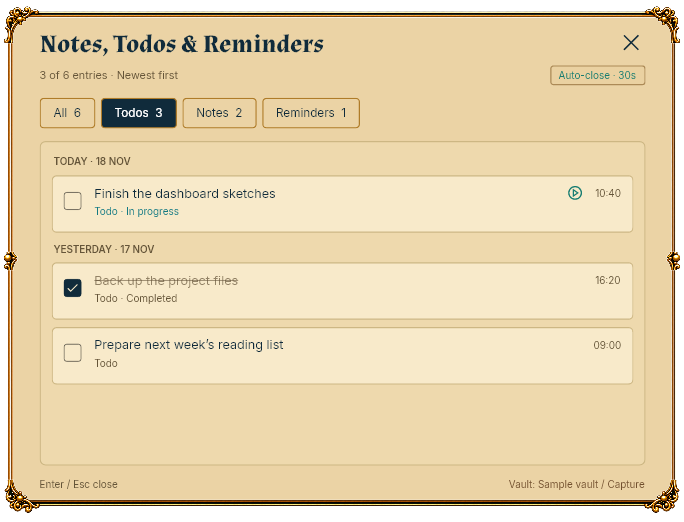 Notes, Todos & Reminders
3 of 6 entries · Newest first
Auto-close · 30s
All 6
Todos 3
Notes 2
Reminders 1
TODAY · 18 NOV
Finish the dashboard sketches
10:40
Todo · In progress
YESTERDAY · 17 NOV
Back up the project files
16:20
Todo · Completed
Prepare next week’s reading list
09:00
Todo
Enter / Esc close
Vault: Sample vault / Capture